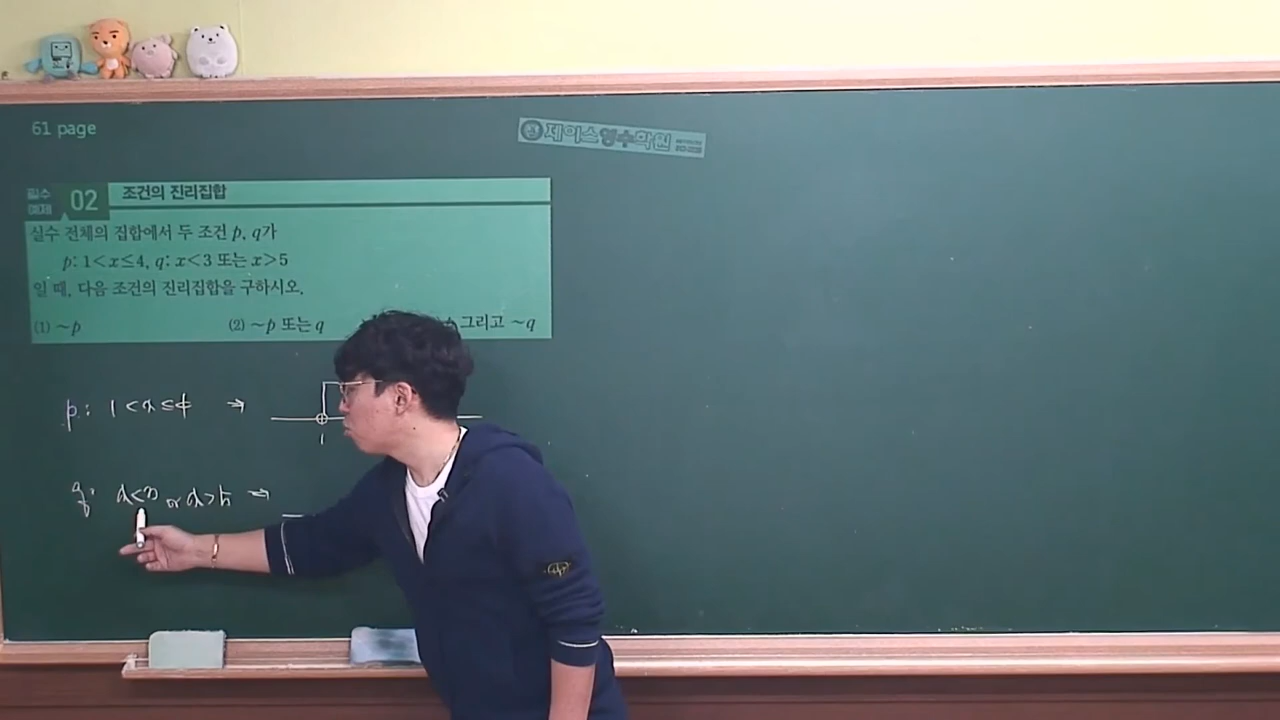 61 page
제이스영수학원
필수 예제 02 조건의 진리집합
실수 전체의 집합에서 두 조건 p, q가
p: 1<x≤4, q: x<3 또는 x>5
일 때, 다음 조건의 진리집합을 구하시오.
(1) ~p (2) ~p 또는 q 그리고 ~q
p: 1<x≤4 →
1
q: x<3 or x>5 →